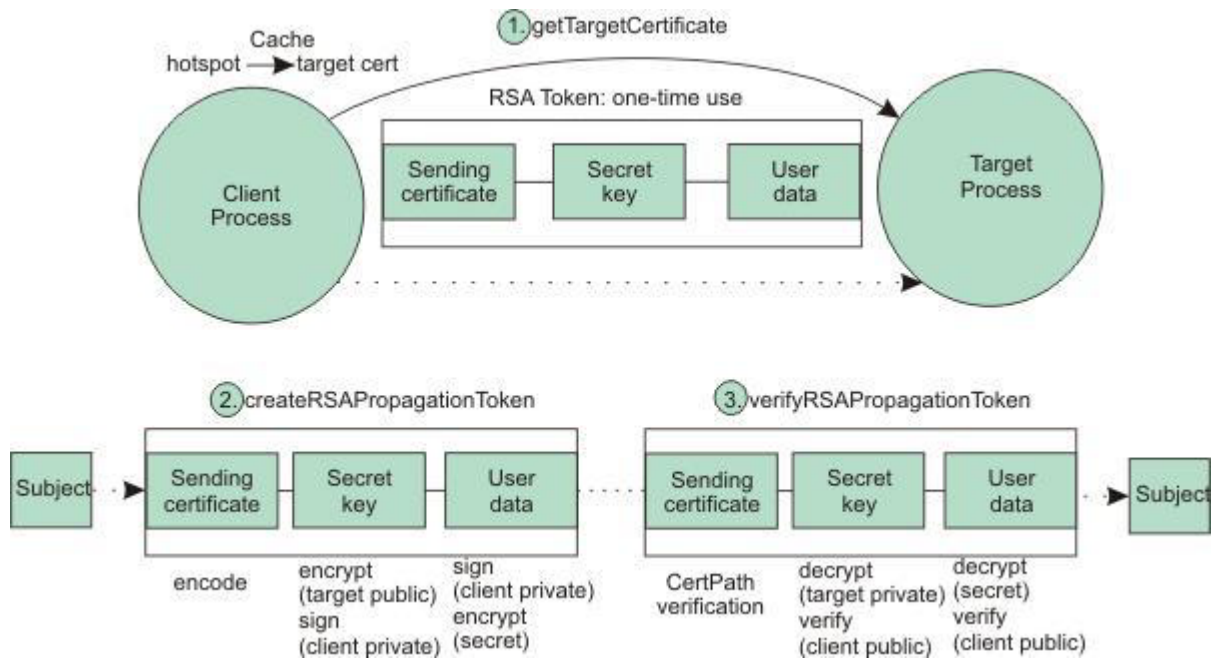 1. getTargetCertificate
Cache
hotspot target cert
RSA Token: one-time use
Client
Process
Sending
certificate
Secret
key
User
data
Target
Process
2. createRSAPropagationToken
3. verifyRSAPropagationToken
Subject
Sending
certificate
Secret
key
User
data
Sending
certificate
Secret
key
User
data
Subject
encode
encrypt
(target public)
sign
(client private)
sign
(client private)
encrypt
(secret)
CertPath
verification
decrypt
(target private)
verify
(client public)
decrypt
(secret)
verify
(client public)